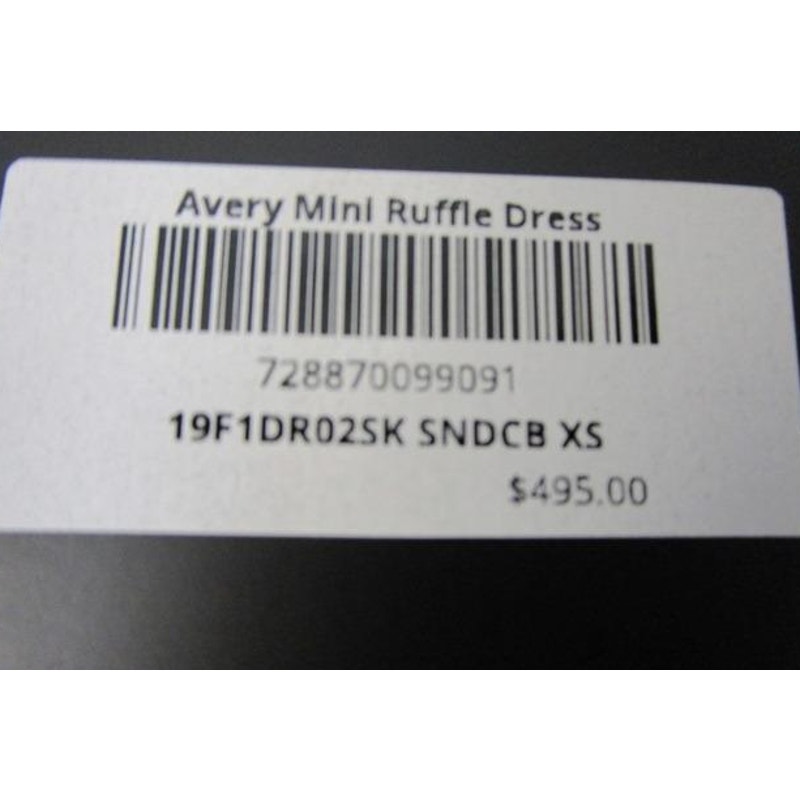 Avery Mini Ruffle Dress
728870099091
19F1DR02SK SNDCB XS
$495.00